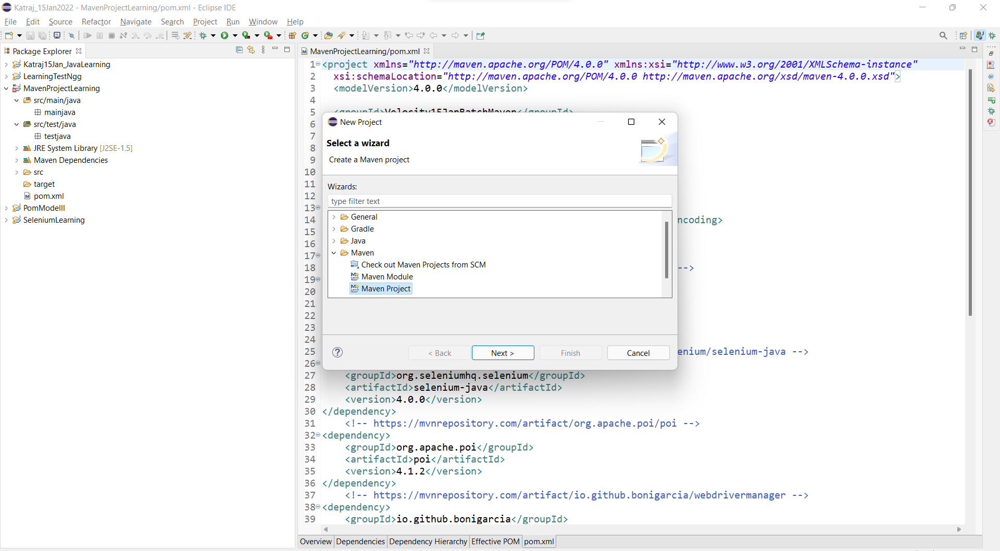 Katraj_15Jan2022 - MavenProjectLearning/pom.xml - Eclipse IDE
File Edit Source Refactor Navigate Search Project Run Window Help
Package Explorer
Katraj15Jan_JavaLearning
LearningTestNgg
MavenProjectLearning
src/main/java
mainjava
src/test/java
testjava
JRE System Library [J2SE-1.5]
Maven Dependencies
src
target
pom.xml
PomModelll
SeleniumLearning
MavenProjectLearning/pom.xml
1 <project xmlns="http://maven.apache.org/POM/4.0.0" xmlns:xsi="http://www.w3.org/2001/XMLSchema-instance"
2 xsi:schemaLocation="http://maven.apache.org/POM/4.0.0 http://maven.apache.org/xsd/maven-4.0.0.xsd">
3 <modelVersion>4.0.0</modelVersion>
4
5 <groupId>Velocity15JanBatchMaven</groupId>
6
7
8
9
10
11
12
13
14 ncoding>
15
16
17
18 -->
19
20
21
22
23
24
25 enium/selenium-java -->
26
27 <groupId>org.seleniumhq.selenium</groupId>
28 <artifactId>selenium-java</artifactId>
29 <version>4.0.0</version>
30 </dependency>
31 <!-- https://mvnrepository.com/artifact/org.apache.poi/poi -->
32 <dependency>
33 <groupId>org.apache.poi</groupId>
34 <artifactId>poi</artifactId>
35 <version>4.1.2</version>
36 </dependency>
37 <!-- https://mvnrepository.com/artifact/io.github.bonigarcia/webdrivermanager -->
38 <dependency>
39 <groupId>io.github.bonigarcia</groupId>
New Project
Select a wizard
Create a Maven project
Wizards:
type filter text
General
Gradle
Java
Maven
Check out Maven Projects from SCM
Maven Module
Maven Project
< Back Next > Finish Cancel
Overview Dependencies Dependency Hierarchy Effective POM pom.xml